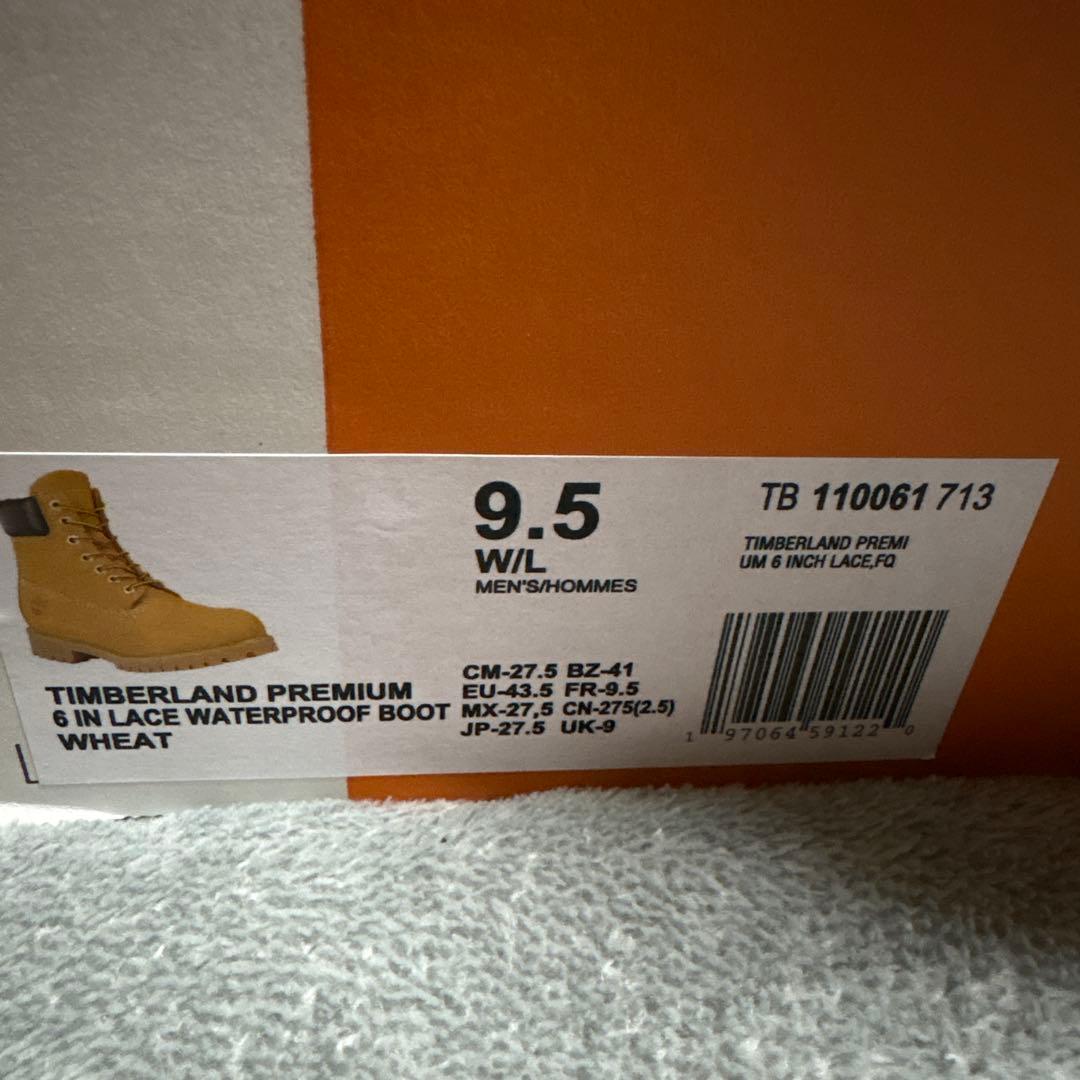 TIMBERLAND PREMIUM
6 IN LACE WATERPROOF BOOT
WHEAT
9.5
W/L
MEN'S/HOMMES
CM-27.5 BZ-41
EU-43.5 FR-9.5
MX-27,5 CN-275(2.5)
JP-27.5 UK-9
TB 110061 713
TIMBERLAND PREMI
UM 6 INCH LACE,FQ
1 97064 59122 0